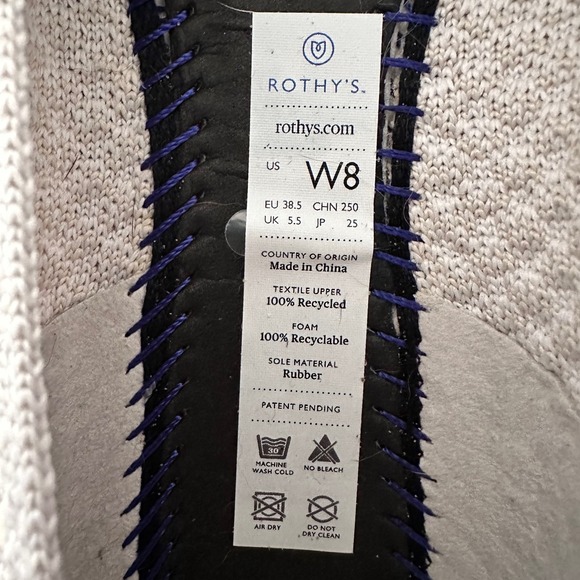 ROTHY'S™
rothys.com
US W8
EU 38.5 CHN 250
UK 5.5 JP 25
COUNTRY OF ORIGIN
Made in China
TEXTILE UPPER
100% Recycled
FOAM
100% Recyclable
SOLE MATERIAL
Rubber
PATENT PENDING
30°
MACHINE WASH COLD
NO BLEACH
AIR DRY
DO NOT DRY CLEAN